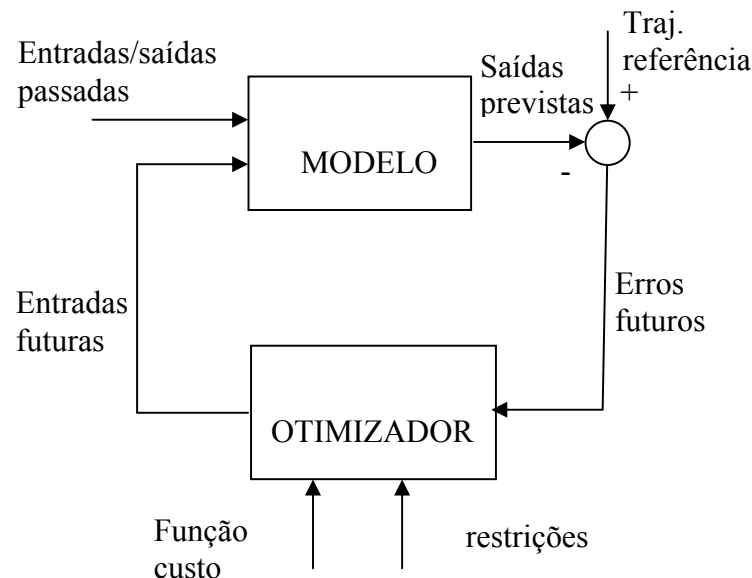 Traj.
referência
Entradas/saídas
passadas
Saídas
previstas
+
MODELO
-
Entradas
futuras
Erros
futuros
OTIMIZADOR
Função
custo
restrições